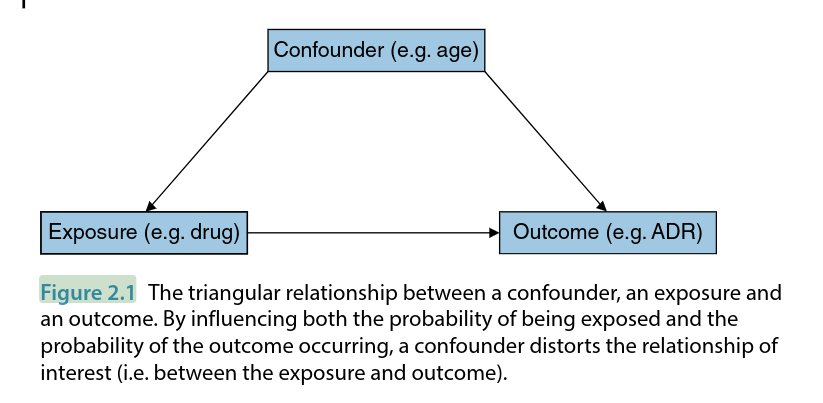 Confounder (e.g. age)
Exposure (e.g. drug)
Outcome (e.g. ADR)
Figure 2.1 The triangular relationship between a confounder, an exposure and
an outcome. By influencing both the probability of being exposed and the
probability of the outcome occurring, a confounder distorts the relationship of
interest (i.e. between the exposure and outcome).